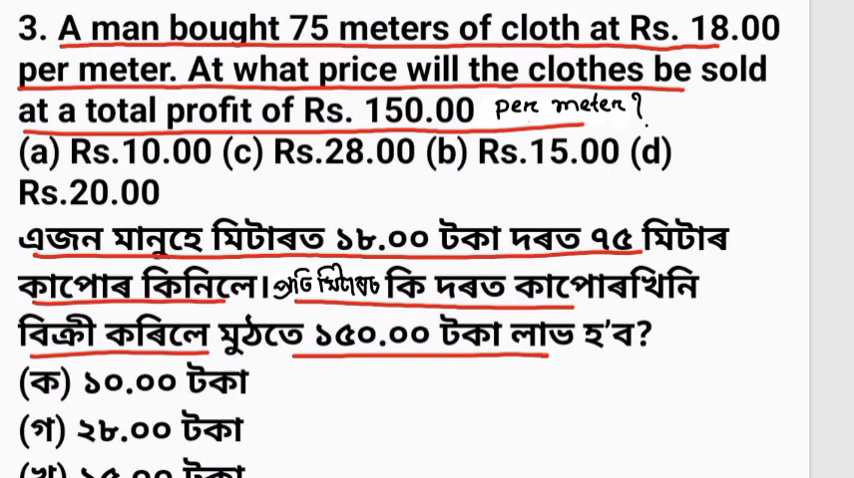 3. A man bought 75 meters of cloth at Rs. 18.00
per meter. At what price will the clothes be sold
at a total profit of Rs. 150.00 per meter?
(a) Rs.10.00 (c) Rs.28.00 (b) Rs.15.00 (d)
Rs.20.00
এজন মানুহে মিটাৰত ১৮.০০ টকা দৰত ৭৫ মিটাৰ
কাপোৰ কিনিলে। প্ৰতি মিটাৰত কি দৰত কাপোৰখিনি
বিক্ৰী কৰিলে মুঠতে ১৫০.০০ টকা লাভ হ'ব?
(ক) ১০.০০ টকা
(গ) ২৮.০০ টকা
(খ) ১৫.০০ টকা